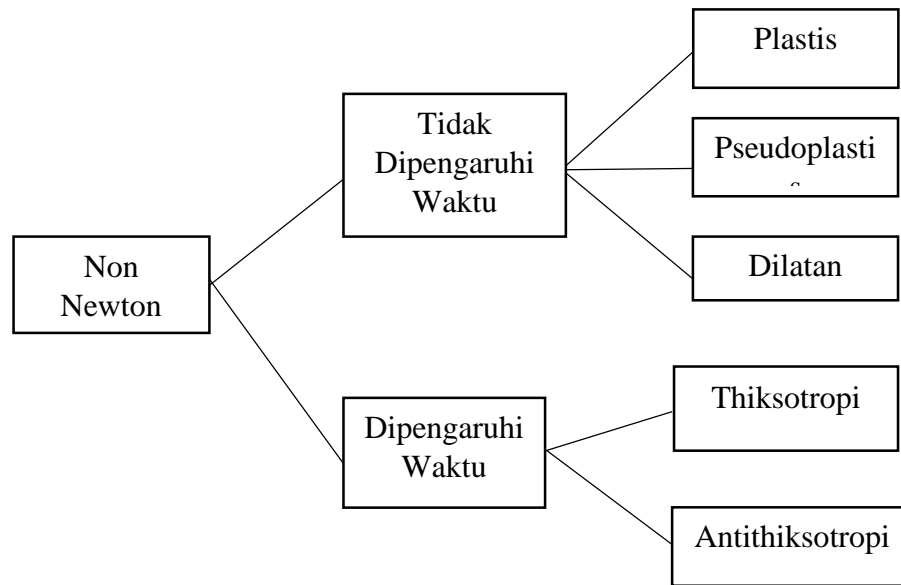 Non
Newton
Tidak
Dipengaruhi
Waktu
Plastis
Pseudoplasti
s
Dilatan
Dipengaruhi
Waktu
Thiksotropi
Antithiksotropi